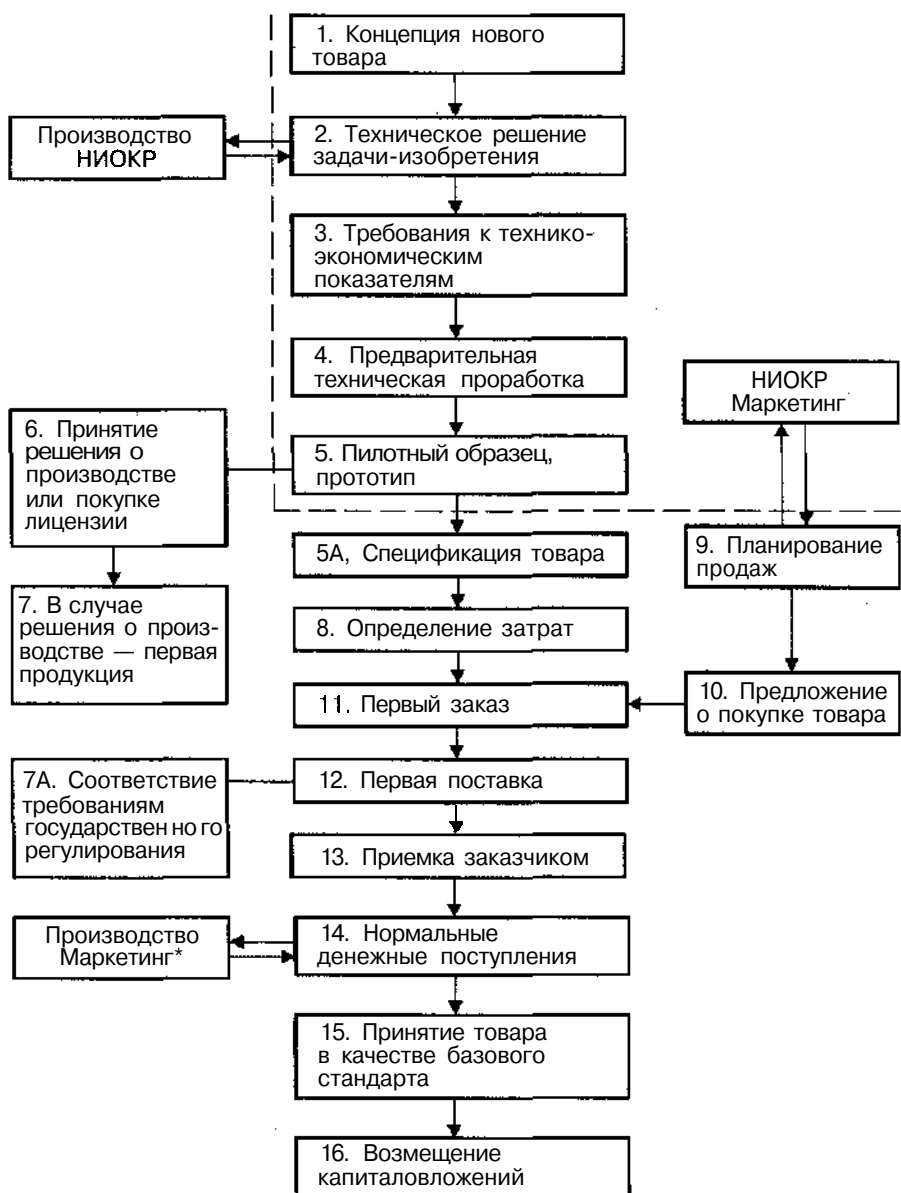 1. Концепция нового
товара
Производство
НИОКР
2. Техническое решение
задачи-изобретения
3. Требования к технико-
экономическим
показателям
4. Предварительная
техническая проработка
НИОКР
Маркетинг
6. Принятие
решения о
производстве
или покупке
лицензии
5. Пилотный образец,
прототип
5А, Спецификация товара
9. Планирование
продаж
7. В случае
решения о произ-
водстве — первая
продукция
8. Определение затрат
10. Предложение
о покупке товара
11. Первый заказ
7А. Соответствие
требованиям
государственного
регулирования
12. Первая поставка
13. Приемка заказчиком
Производство
Маркетинг*
14. Нормальные
денежные поступления
15. Принятие товара
в качестве базового
стандарта
16. Возмещение
капиталовложений